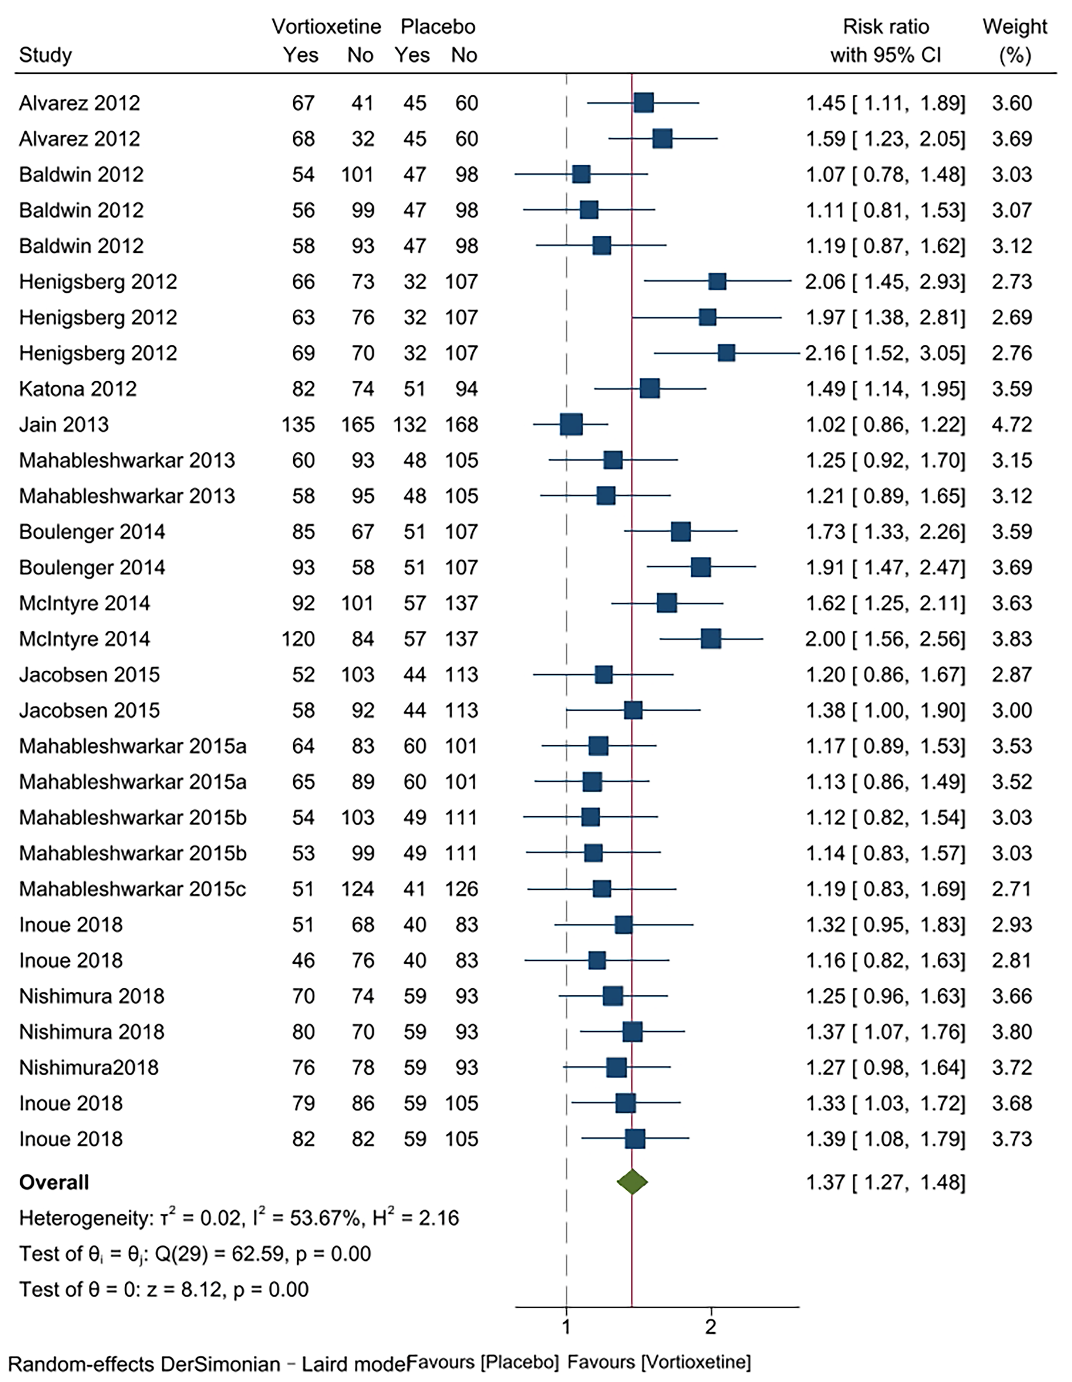 Vortioxetine Placebo Risk ratio Weight
Study Yes No Yes No with 95% CI (%)
Alvarez 2012 67 41 45 60 1.45 [ 1.11, 1.89] 3.60
Alvarez 2012 68 32 45 60 1.59 [ 1.23, 2.05] 3.69
Baldwin 2012 54 101 47 98 1.07 [ 0.78, 1.48] 3.03
Baldwin 2012 56 99 47 98 1.11 [ 0.81, 1.53] 3.07
Baldwin 2012 58 93 47 98 1.19 [ 0.87, 1.62] 3.12
Henigsberg 2012 66 73 32 107 2.06 [ 1.45, 2.93] 2.73
Henigsberg 2012 63 76 32 107 1.97 [ 1.38, 2.81] 2.69
Henigsberg 2012 69 70 32 107 2.16 [ 1.52, 3.05] 2.76
Katona 2012 82 74 51 94 1.49 [ 1.14, 1.95] 3.59
Jain 2013 135 165 132 168 1.02 [ 0.86, 1.22] 4.72
Mahableshwarkar 2013 60 93 48 105 1.25 [ 0.92, 1.70] 3.15
Mahableshwarkar 2013 58 95 48 105 1.21 [ 0.89, 1.65] 3.12
Boulenger 2014 85 67 51 107 1.73 [ 1.33, 2.26] 3.59
Boulenger 2014 93 58 51 107 1.91 [ 1.47, 2.47] 3.69
McIntyre 2014 92 101 57 137 1.62 [ 1.25, 2.11] 3.63
McIntyre 2014 120 84 57 137 2.00 [ 1.56, 2.56] 3.83
Jacobsen 2015 52 103 44 113 1.20 [ 0.86, 1.67] 2.87
Jacobsen 2015 58 92 44 113 1.38 [ 1.00, 1.90] 3.00
Mahableshwarkar 2015a 64 83 60 101 1.17 [ 0.89, 1.53] 3.53
Mahableshwarkar 2015a 65 89 60 101 1.13 [ 0.86, 1.49] 3.52
Mahableshwarkar 2015b 54 103 49 111 1.12 [ 0.82, 1.54] 3.03
Mahableshwarkar 2015b 53 99 49 111 1.14 [ 0.83, 1.57] 3.03
Mahableshwarkar 2015c 51 124 41 126 1.19 [ 0.83, 1.69] 2.71
Inoue 2018 51 68 40 83 1.32 [ 0.95, 1.83] 2.93
Inoue 2018 46 76 40 83 1.16 [ 0.82, 1.63] 2.81
Nishimura 2018 70 74 59 93 1.25 [ 0.96, 1.63] 3.66
Nishimura 2018 80 70 59 93 1.37 [ 1.07, 1.76] 3.80
Nishimura2018 76 78 59 93 1.27 [ 0.98, 1.64] 3.72
Inoue 2018 79 86 59 105 1.33 [ 1.03, 1.72] 3.68
Inoue 2018 82 82 59 105 1.39 [ 1.08, 1.79] 3.73
Overall 1.37 [ 1.27, 1.48]
Heterogeneity: τ² = 0.02, I² = 53.67%, H² = 2.16
Test of θᵢ = θⱼ: Q(29) = 62.59, p = 0.00
Test of θ = 0: z = 8.12, p = 0.00
1 2
Random-effects DerSimonian – Laird model Favours [Placebo] Favours [Vortioxetine]